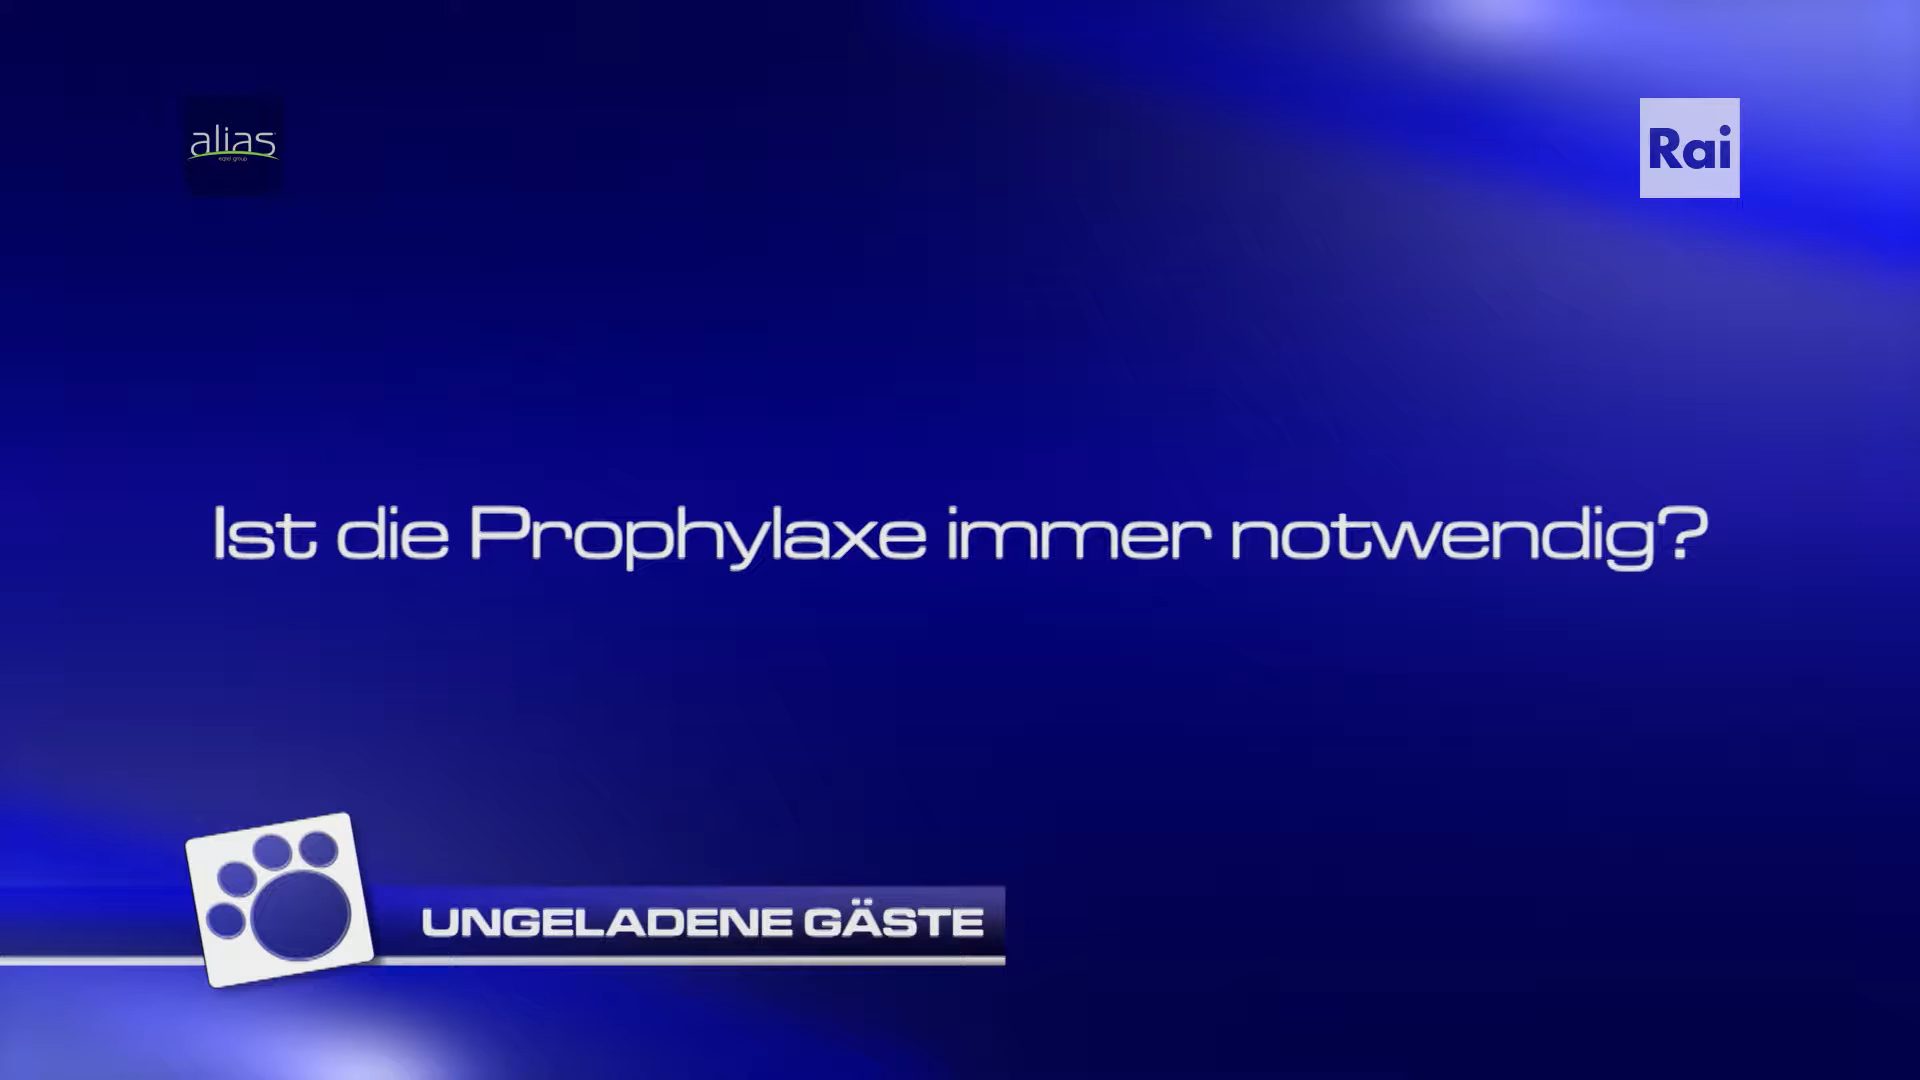 alias
Rai
Ist die Prophylaxe immer notwendig?
UNGELADENE GÄSTE